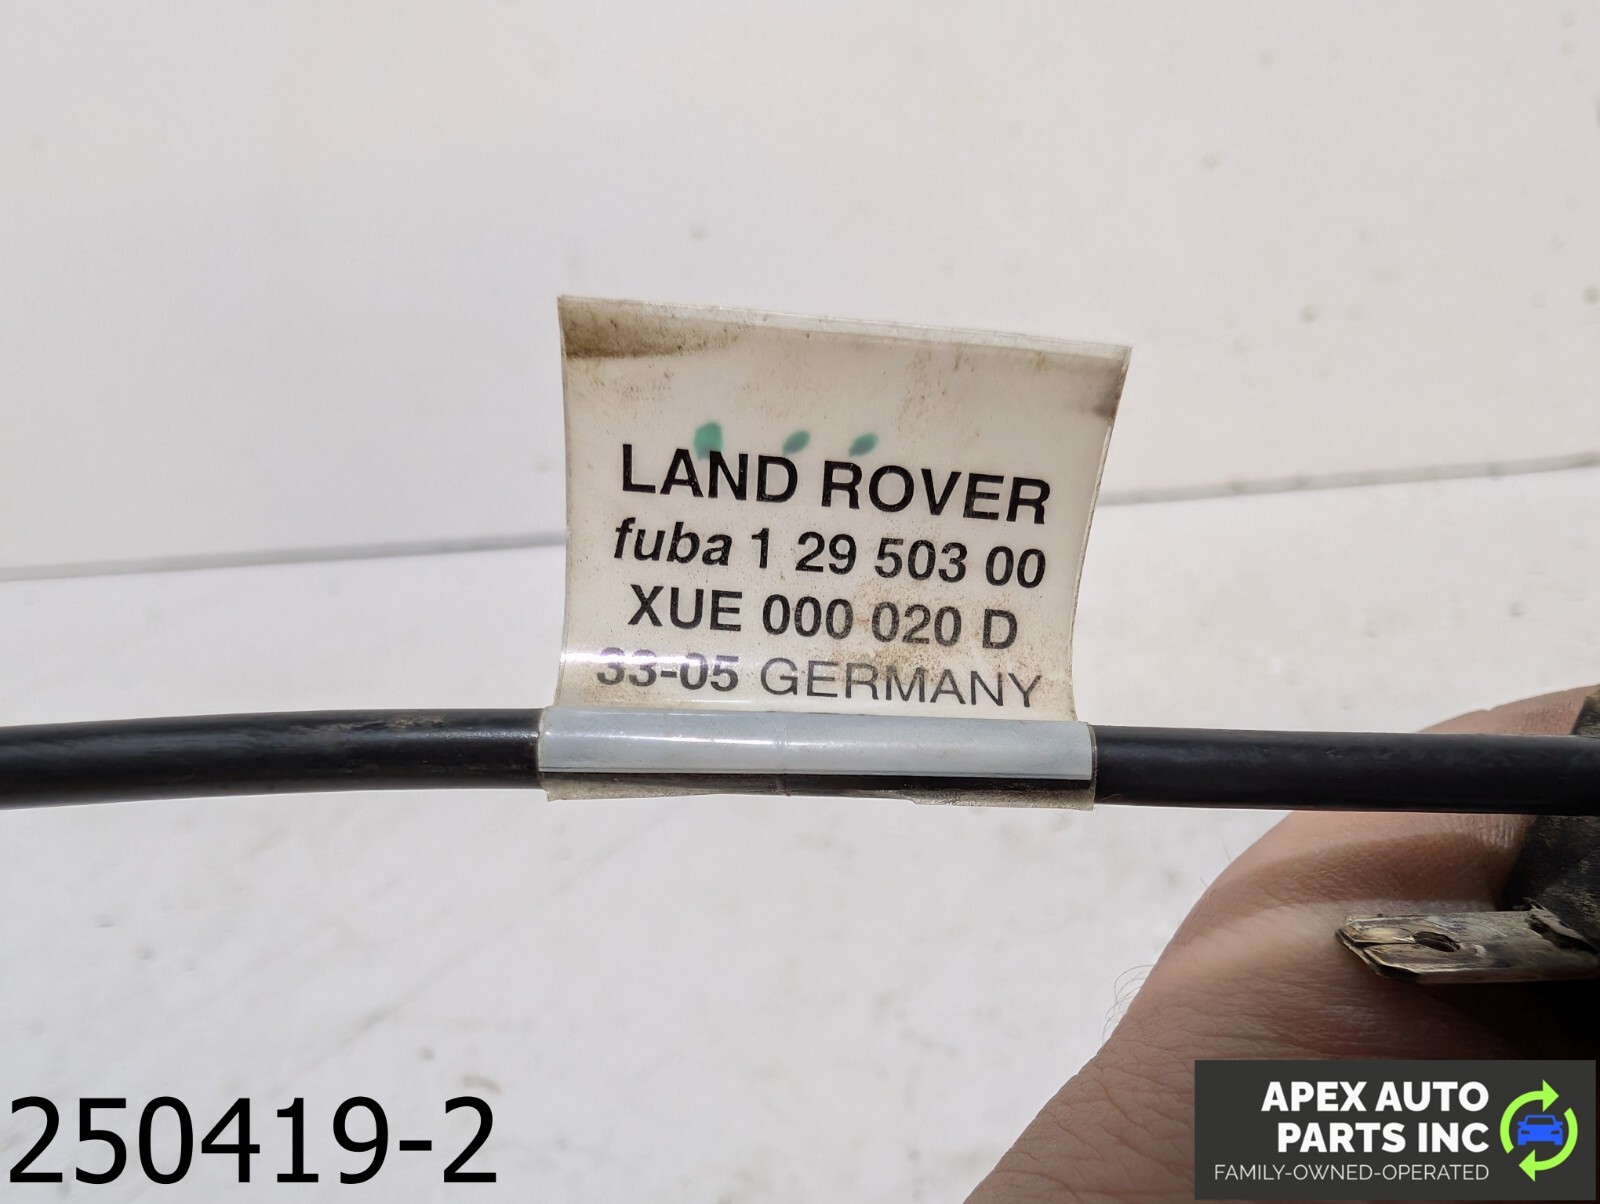 LAND ROVER
fuba 1 29 503 00
XUE 000 020 D
33-05 GERMANY
250419-2
APEX AUTO
PARTS INC
FAMILY-OWNED-OPERATED